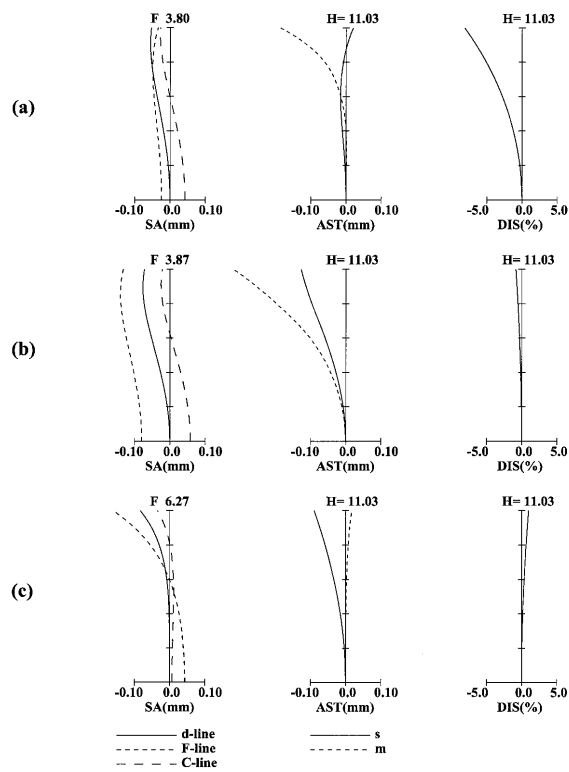 F 3.80 H= 11.03 H= 11.03
(a)
-0.10 0.0 0.10 -0.10 0.0 0.10 -5.0 0.0 5.0
SA(mm) AST(mm) DIS(%)
F 3.87 H= 11.03 H= 11.03
(b)
-0.10 0.0 0.10 -0.10 0.0 0.10 -5.0 0.0 5.0
SA(mm) AST(mm) DIS(%)
F 6.27 H= 11.03 H= 11.03
(c)
-0.10 0.0 0.10 -0.10 0.0 0.10 -5.0 0.0 5.0
SA(mm) AST(mm) DIS(%)
d-line s
F-line m
C-line